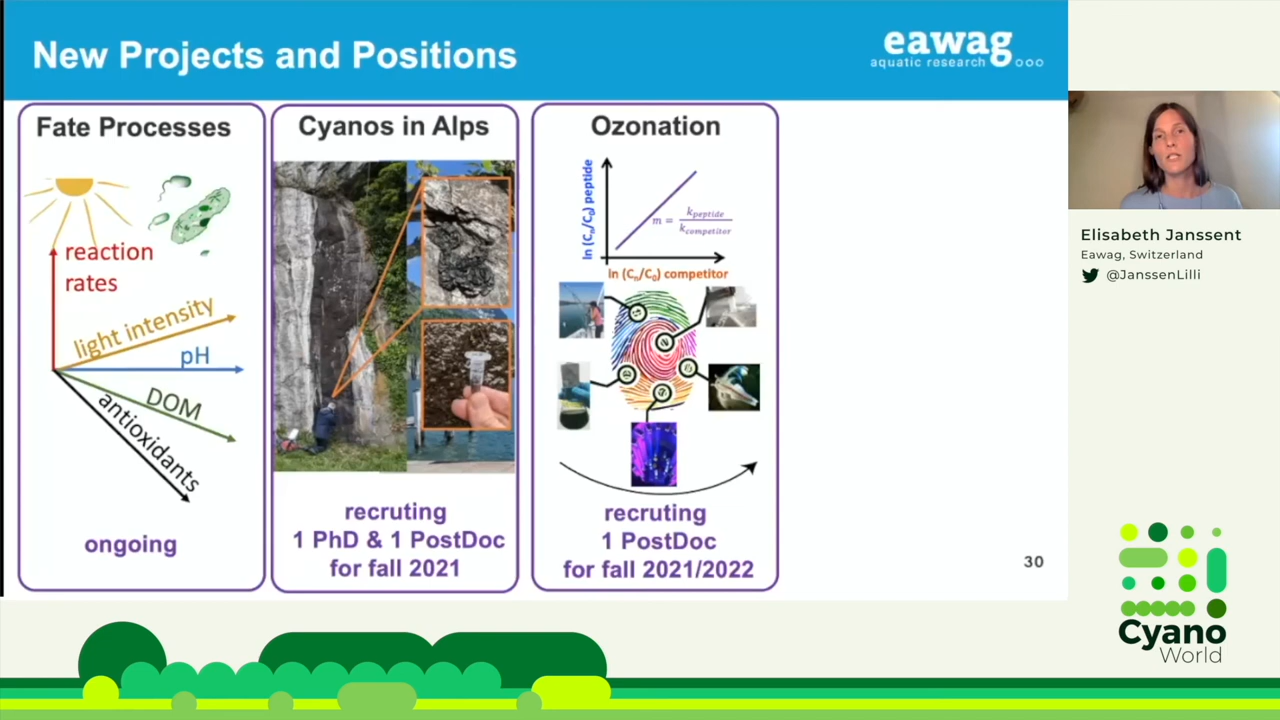 New Projects and Positions
eawag
aquatic research
Fate Processes
reaction
rates
light intensity
pH
DOM
antioxidants
ongoing
Cyanos in Alps
recruting
1 PhD & 1 PostDoc
for fall 2021
Ozonation
ln (Cₙ/C₀) peptide
m = kpeptide / kcompetitor
ln (Cₙ/C₀) competitor
recruting
1 PostDoc
for fall 2021/2022
30
Elisabeth Janssent
Eawag, Switzerland
@JanssenLilli
Cyano
World